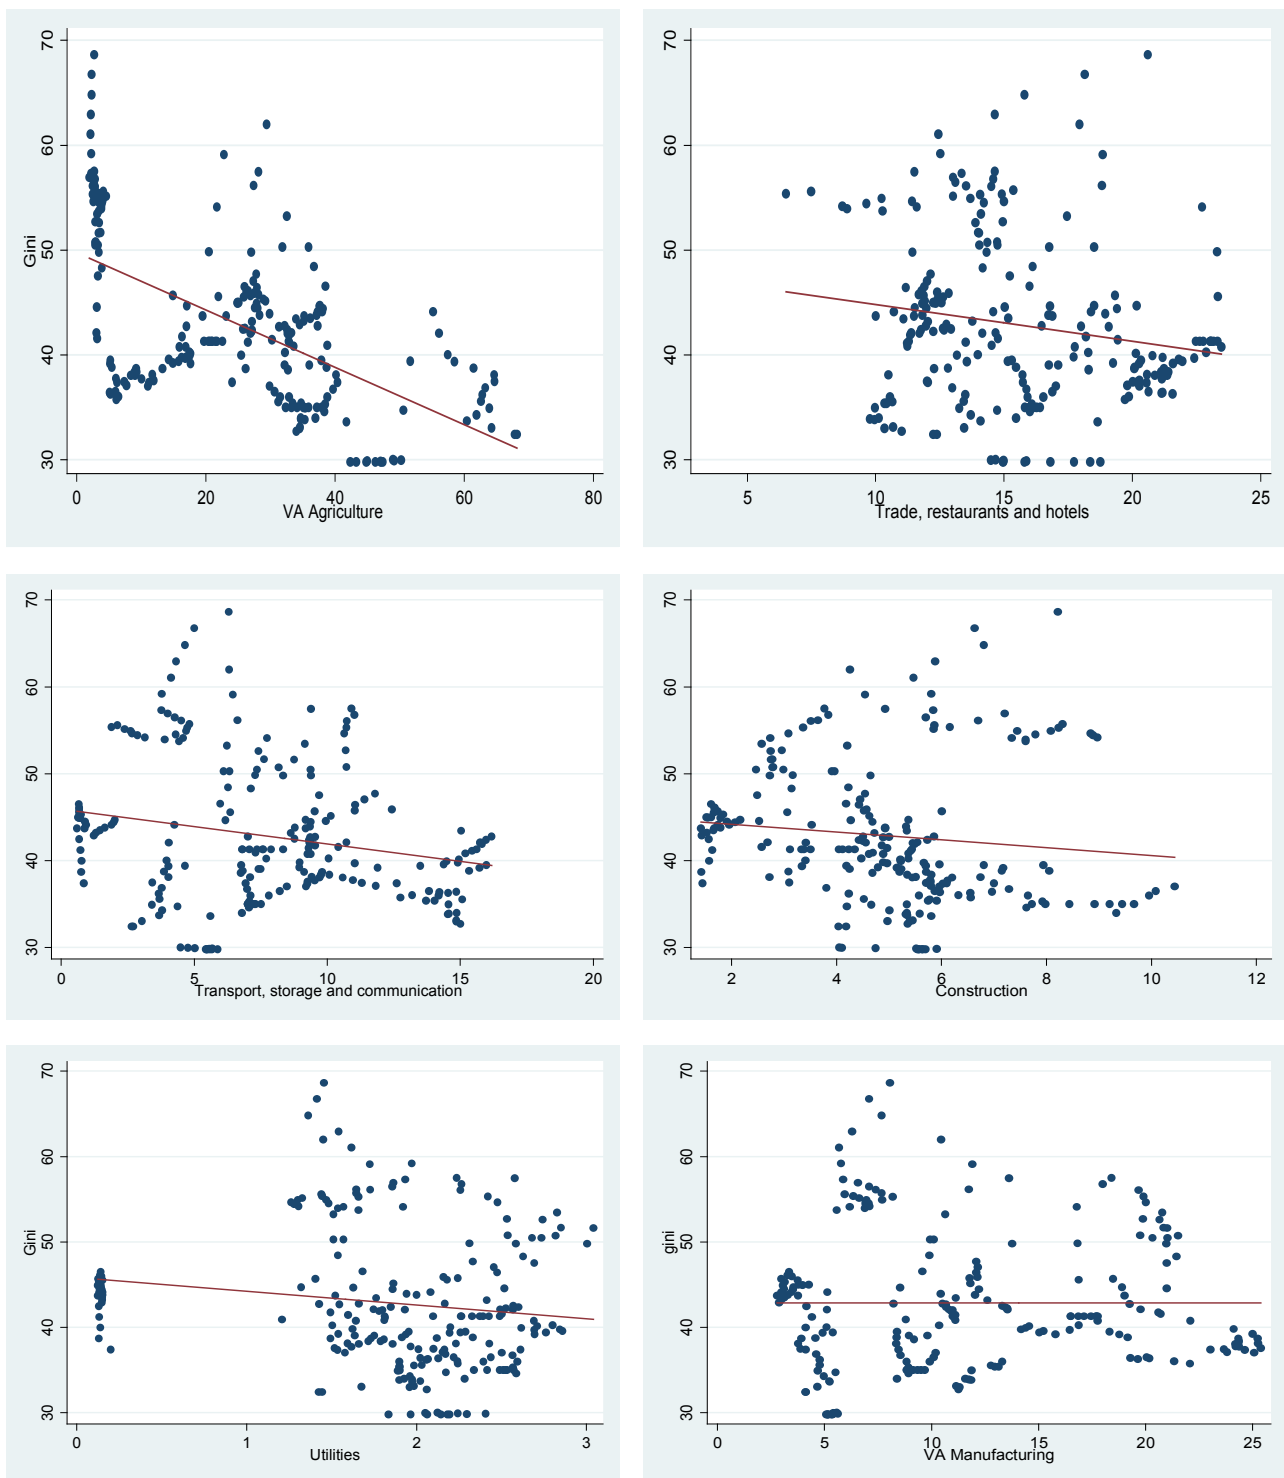 70
60
50
40
30
Gini
0 20 40 60 80
VA Agriculture
70
60
50
40
30
5 10 15 20 25
Trade, restaurants and hotels
70
60
50
40
30
0 5 10 15 20
Transport, storage and communication
70
60
50
40
30
2 4 6 8 10 12
Construction
70
60
50
40
30
Gini
0 1 2 3
Utilities
70
60
50
40
30
gini
0 5 10 15 20 25
VA Manufacturing